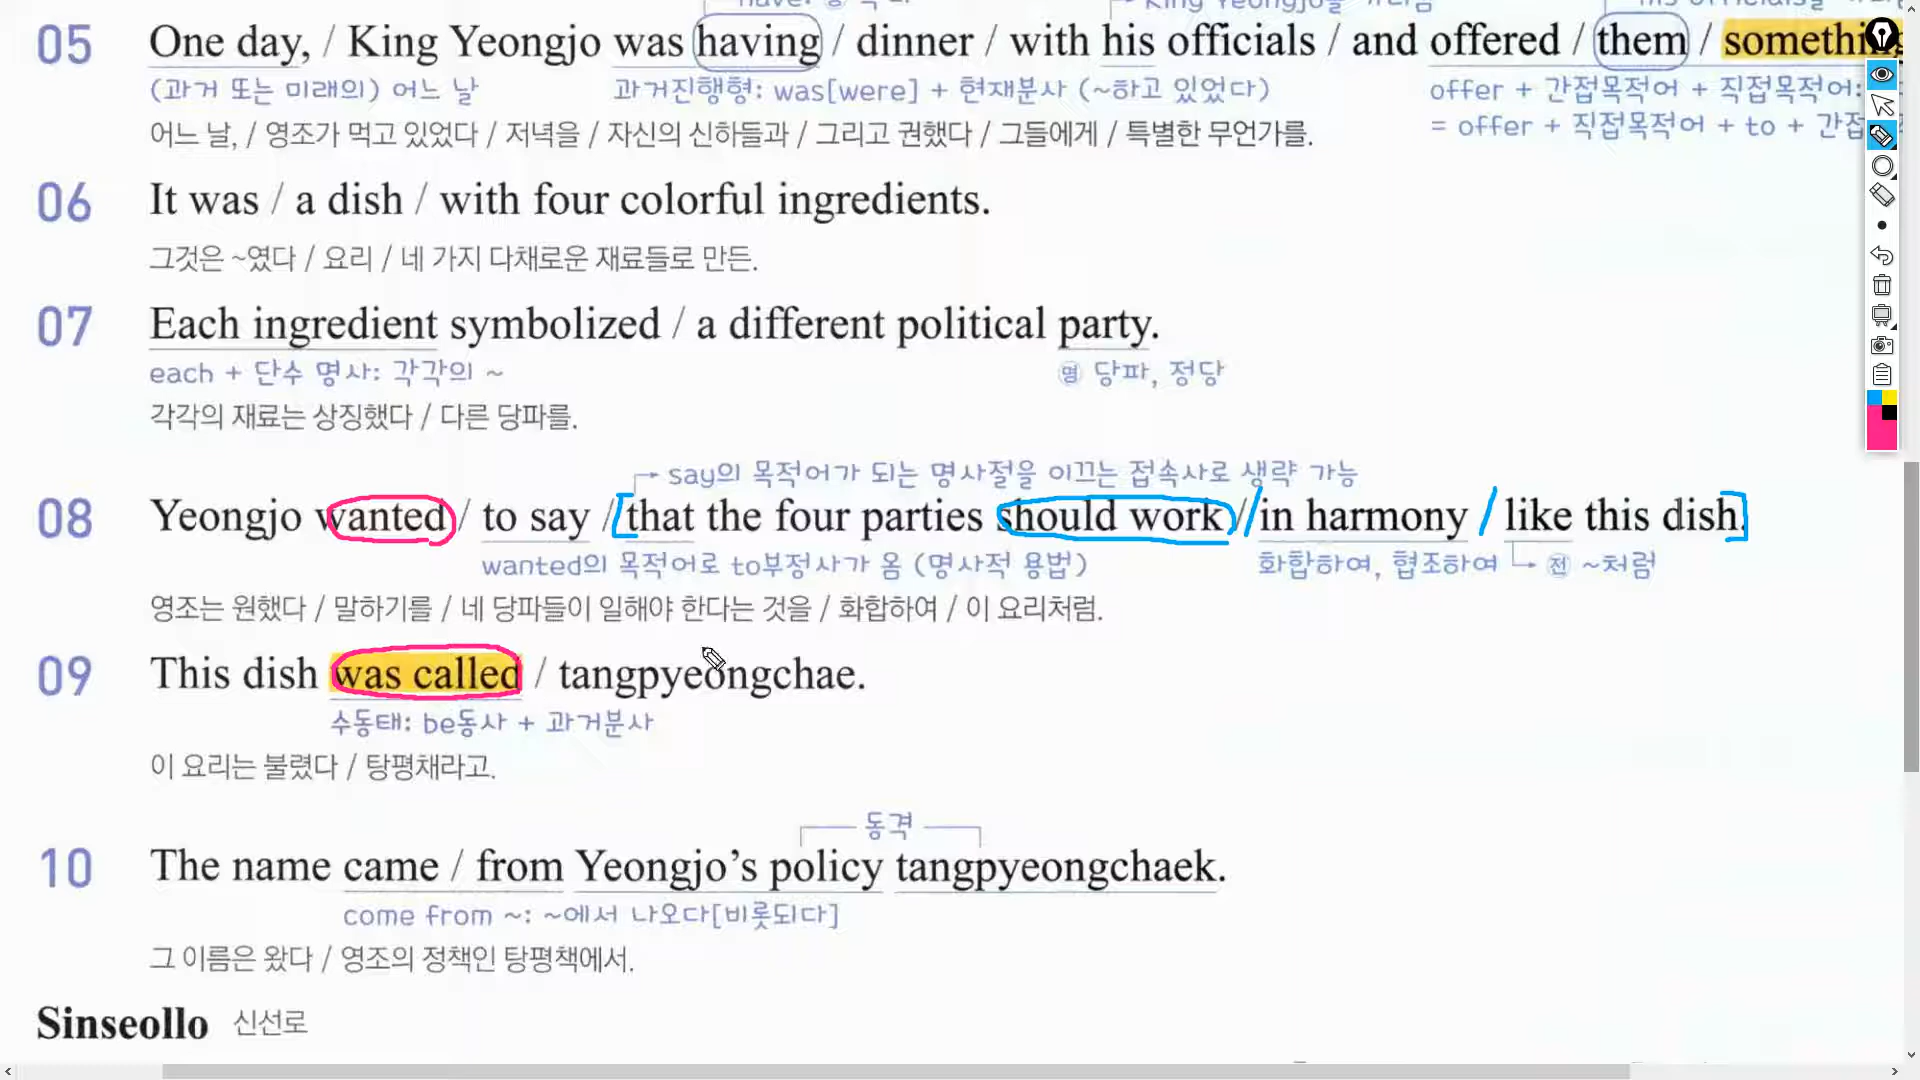 05 One day, / King Yeongjo was having / dinner / with his officials / and offered / them /
(과거 또는 미래의) 어느 날 과거진행형: was[were] + 현재분사 (~하고 있었다) offer + 간접목적어 + 직접목적어:
= offer + 직접목적어 + to +
어느 날, / 영조가 먹고 있었다 / 저녁을 / 자신의 신하들과 / 그리고 권했다 / 그들에게 / 특별한 무언가를.
06 It was / a dish / with four colorful ingredients.
그것은 ~였다 / 요리 / 네 가지 다채로운 재료들로 만든.
07 Each ingredient symbolized / a different political party.
each + 단수 명사: 각각의 ~ 명 당파, 정당
각각의 재료는 상징했다 / 다른 당파를.
say의 목적어가 되는 명사절을 이끄는 접속사로 생략 가능
08 Yeongjo wanted / to say / that the four parties should work / in harmony / like this dish.
wanted의 목적어로 to부정사가 옴 (명사적 용법) 화합하여, 협조하여 전 ~처럼
영조는 원했다 / 말하기를 / 네 당파들이 일해야 한다는 것을 / 화합하여 / 이 요리처럼.
09 This dish was called / tangpyeongchae.
수동태: be동사 + 과거분사
이 요리는 불렸다 / 탕평채라고.
동격
10 The name came / from Yeongjo’s policy tangpyeongchaek.
come from ~: ~에서 나오다[비롯되다]
그 이름은 왔다 / 영조의 정책인 탕평책에서.
Sinseollo 신선로